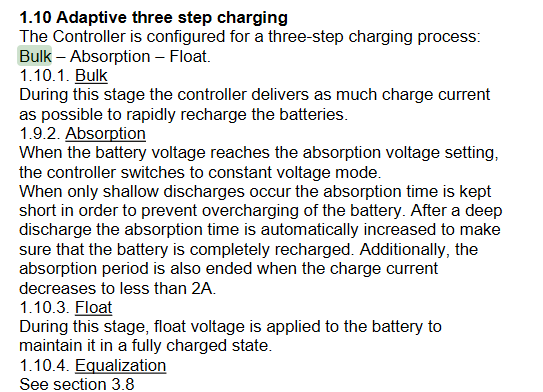 1.10 Adaptive three step charging
The Controller is configured for a three-step charging process:
Bulk – Absorption – Float.
1.10.1. Bulk
During this stage the controller delivers as much charge current
as possible to rapidly recharge the batteries.
1.9.2. Absorption
When the battery voltage reaches the absorption voltage setting,
the controller switches to constant voltage mode.
When only shallow discharges occur the absorption time is kept
short in order to prevent overcharging of the battery. After a deep
discharge the absorption time is automatically increased to make
sure that the battery is completely recharged. Additionally, the
absorption period is also ended when the charge current
decreases to less than 2A.
1.10.3. Float
During this stage, float voltage is applied to the battery to
maintain it in a fully charged state.
1.10.4. Equalization
See section 3.8